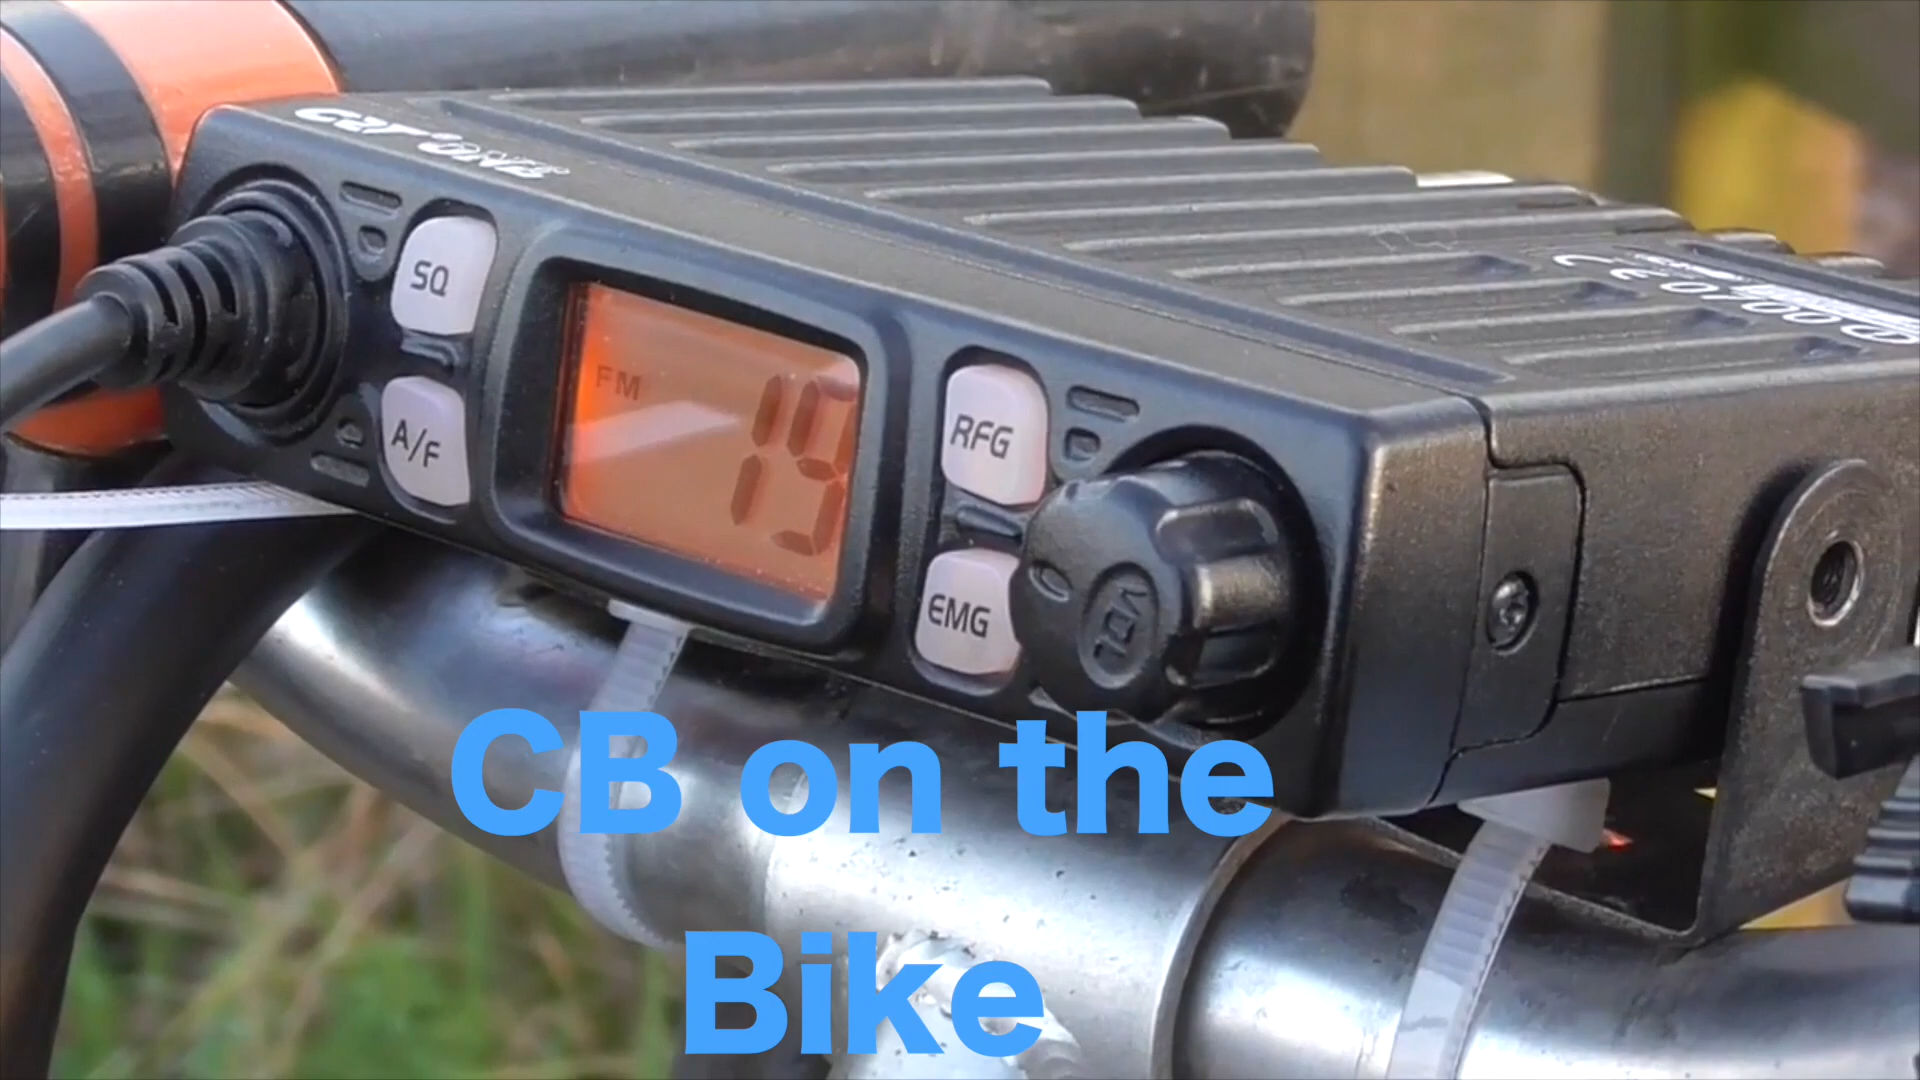 SQ
A/F
FM
19
RFG
EMG
VOL
CB on the
Bike